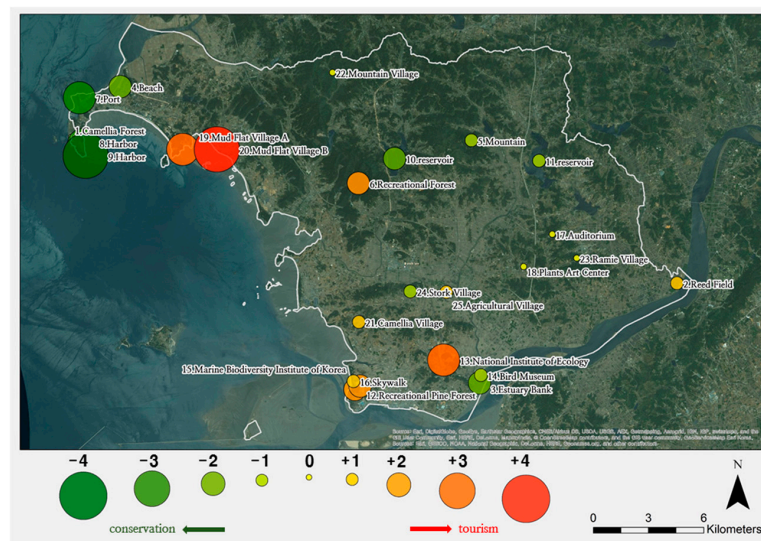 22.Mountain Village
4.Beach
7.Port
1.Camellia Forest
8.Harbor
9.Harbor
19.Mud Flat Village A
20.Mud Flat Village B
5.Mountain
10.reservoir
11.reservoir
6.Recreational Forest
17.Auditorium
23.Ramie Village
18.Plants Art Center
2.Reed Field
24.Stork Village
25.Agricultural Village
21.Camellia Village
13.National Institute of Ecology
15.Marine Biodiversity Institute of Korea
16.Skywalk
14.Bird Museum
12.Recreational Pine Forest
3.Estuary Bank
-4 -3 -2 -1 0 +1 +2 +3 +4
conservation
tourism
N
0 3 6
Kilometers